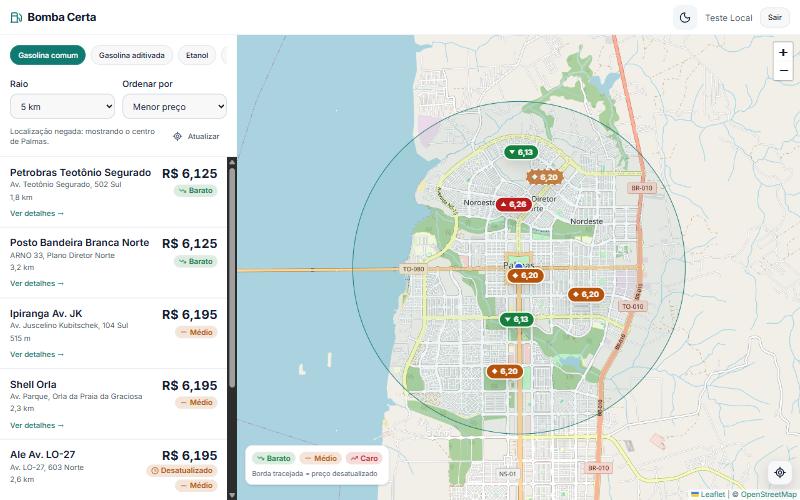 Bomba Certa
Teste Local
Sair
Gasolina comum
Gasolina aditivada
Etanol
Raio
Ordenar por
5 km
Menor preço
Localização negada: mostrando o centro
de Palmas.
Atualizar
Petrobras Teotônio Segurado
R$ 6,125
Av. Teotônio Segurado, 502 Sul
Barato
1,8 km
Ver detalhes →
Posto Bandeira Branca Norte
R$ 6,125
ARNO 33, Plano Diretor Norte
Barato
3,2 km
Ver detalhes →
Ipiranga Av. JK
R$ 6,195
Av. Juscelino Kubitschek, 104 Sul
Médio
515 m
Ver detalhes →
Shell Orla
R$ 6,195
Av. Parque, Orla da Praia da Graciosa
Médio
2,3 km
Ver detalhes →
Ale Av. LO-27
R$ 6,195
Av. LO-27, 603 Norte
Desatualizado
2,6 km
Médio
+
−
6,13
6,20
BR-010
6,26
Noroeste
Diretor
Nordeste
TO-080
Palmas
6,20
6,20
BR-010
TO-010
6,13
BR-010
6,20
BR-010
NS-01
BR-010
Barato
Médio
Caro
Borda tracejada = preço desatualizado
Leaflet | © OpenStreetMap